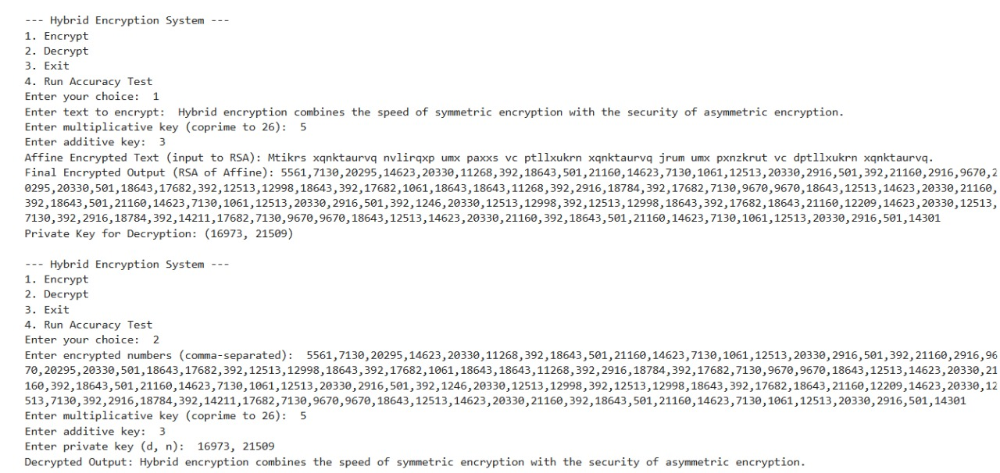 --- Hybrid Encryption System ---
1. Encrypt
2. Decrypt
3. Exit
4. Run Accuracy Test
Enter your choice:  1
Enter text to encrypt:  Hybrid encryption combines the speed of symmetric encryption with the security of asymmetric encryption.
Enter multiplicative key (coprime to 26):  5
Enter additive key:  3
Affine Encrypted Text (input to RSA): Mtikrs xqnktaurvq nvlirqxp umx paxxs vc ptllxukrn xqnktaurvq jrum umx pxnzkrut vc dptllxukrn xqnktaurvq.
Final Encrypted Output (RSA of Affine): 5561,7130,20295,14623,20330,11268,392,18643,501,21160,14623,7130,1061,12513,20330,2916,501,392,21160,2916,9670,2
0295,20330,501,18643,17682,392,12513,12998,18643,392,17682,1061,18643,18643,11268,392,2916,18784,392,17682,7130,9670,9670,18643,12513,14623,20330,21160,
392,18643,501,21160,14623,7130,1061,12513,20330,2916,501,392,1246,20330,12513,12998,392,12513,12998,18643,392,17682,18643,21160,12209,14623,20330,12513,
7130,392,2916,18784,392,14211,17682,7130,9670,9670,18643,12513,14623,20330,21160,392,18643,501,21160,14623,7130,1061,12513,20330,2916,501,14301
Private Key for Decryption: (16973, 21509)
--- Hybrid Encryption System ---
1. Encrypt
2. Decrypt
3. Exit
4. Run Accuracy Test
Enter your choice:  2
Enter encrypted numbers (comma-separated):  5561,7130,20295,14623,20330,11268,392,18643,501,21160,14623,7130,1061,12513,20330,2916,501,392,21160,2916,96
70,20295,20330,501,18643,17682,392,12513,12998,18643,392,17682,1061,18643,18643,11268,392,2916,18784,392,17682,7130,9670,9670,18643,12513,14623,20330,21
160,392,18643,501,21160,14623,7130,1061,12513,20330,2916,501,392,1246,20330,12513,12998,392,12513,12998,18643,392,17682,18643,21160,12209,14623,20330,12
513,7130,392,2916,18784,392,14211,17682,7130,9670,9670,18643,12513,14623,20330,21160,392,18643,501,21160,14623,7130,1061,12513,20330,2916,501,14301
Enter multiplicative key (coprime to 26):  5
Enter additive key:  3
Enter private key (d, n):  16973, 21509
Decrypted Output: Hybrid encryption combines the speed of symmetric encryption with the security of asymmetric encryption.